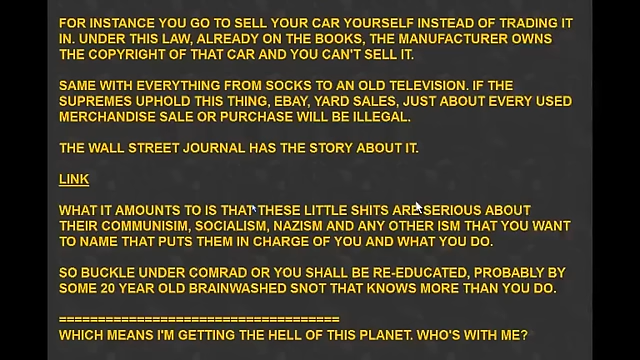 FOR INSTANCE YOU GO TO SELL YOUR CAR YOURSELF INSTEAD OF TRADING IT
IN. UNDER THIS LAW, ALREADY ON THE BOOKS, THE MANUFACTURER OWNS
THE COPYRIGHT OF THAT CAR AND YOU CAN'T SELL IT.
SAME WITH EVERYTHING FROM SOCKS TO AN OLD TELEVISION. IF THE
SUPREMES UPHOLD THIS THING, EBAY, YARD SALES, JUST ABOUT EVERY USED
MERCHANDISE SALE OR PURCHASE WILL BE ILLEGAL.
THE WALL STREET JOURNAL HAS THE STORY ABOUT IT.
LINK
WHAT IT AMOUNTS TO IS THAT THESE LITTLE SHITS ARE SERIOUS ABOUT
THEIR COMMUNISIM, SOCIALISM, NAZISM AND ANY OTHER ISM THAT YOU WANT
TO NAME THAT PUTS THEM IN CHARGE OF YOU AND WHAT YOU DO.
SO BUCKLE UNDER COMRAD OR YOU SHALL BE RE-EDUCATED, PROBABLY BY
SOME 20 YEAR OLD BRAINWASHED SNOT THAT KNOWS MORE THAN YOU DO.
====================================
WHICH MEANS I'M GETTING THE HELL OF THIS PLANET. WHO'S WITH ME?